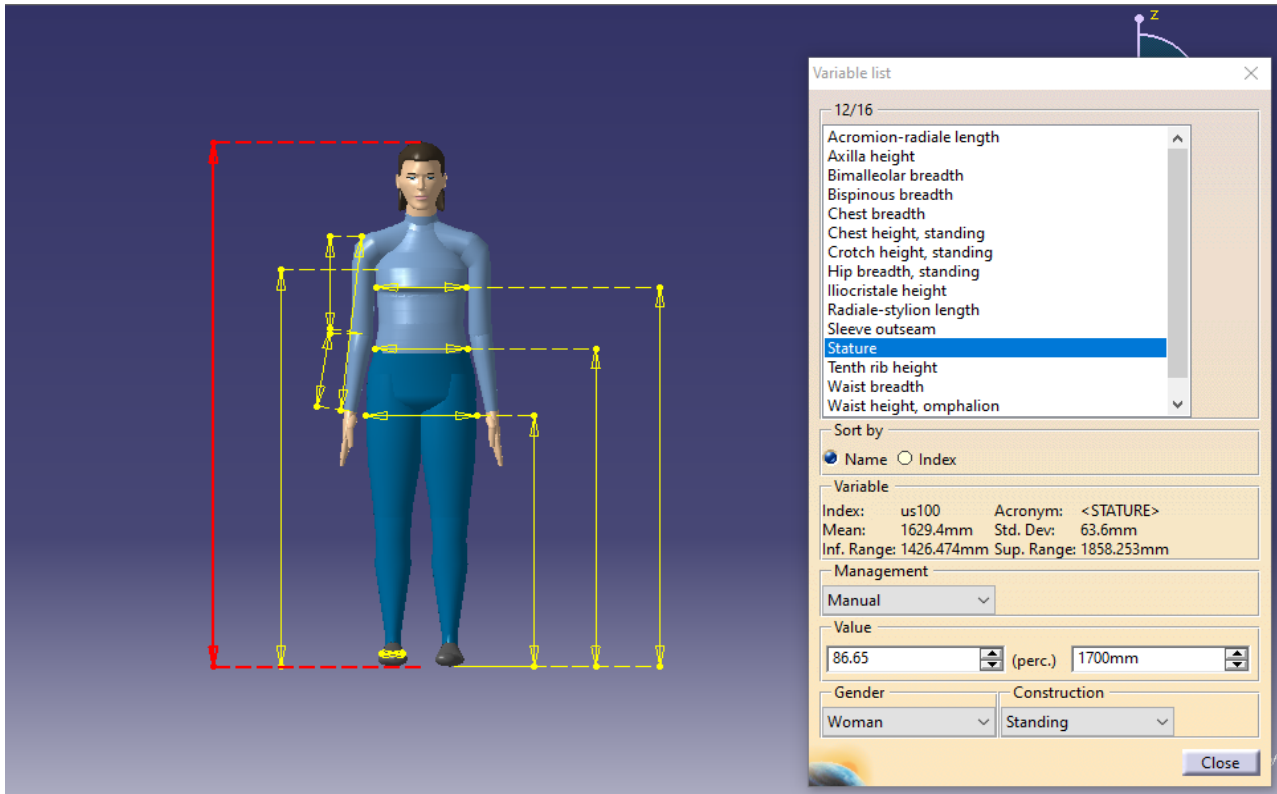 z
Variable list
12/16
Acromion-radiale length
Axilla height
Bimalleolar breadth
Bispinous breadth
Chest breadth
Chest height, standing
Crotch height, standing
Hip breadth, standing
Iliocristale height
Radiale-stylion length
Sleeve outseam
Stature
Tenth rib height
Waist breadth
Waist height, omphalion
Sort by
Name Index
Variable
Index: us100 Acronym: <STATURE>
Mean: 1629.4mm Std. Dev: 63.6mm
Inf. Range: 1426.474mm Sup. Range: 1858.253mm
Management
Manual
Value
86.65 (perc.) 1700mm
Gender Construction
Woman Standing
Close